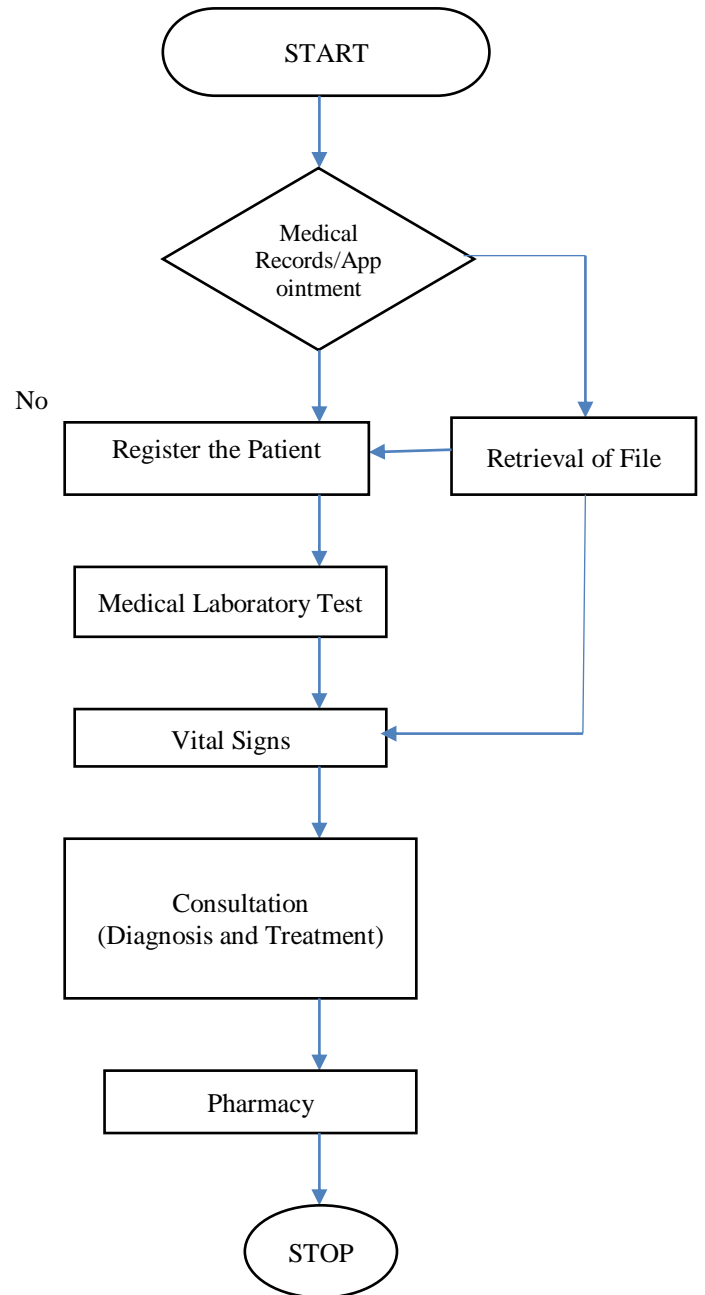 START
Medical
Records/App
ointment
No
Register the Patient
Retrieval of File
Medical Laboratory Test
Vital Signs
Consultation
(Diagnosis and Treatment)
Pharmacy
STOP